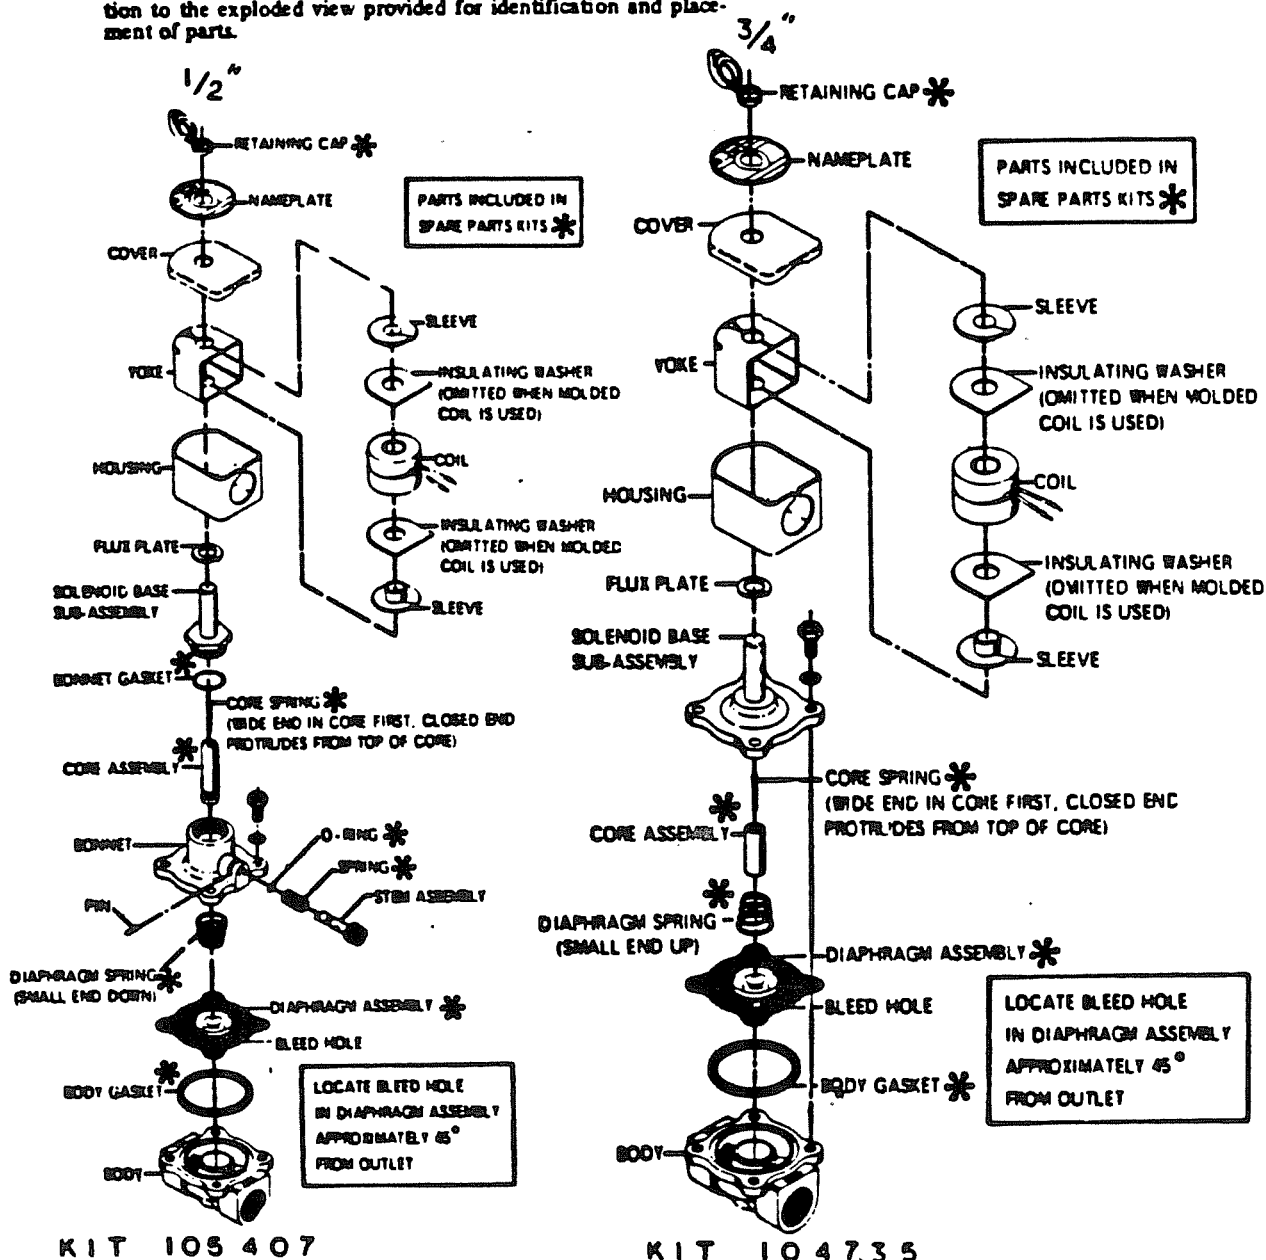 tion to the exploded view provided for identification and place-
ment of parts.
1/2"
RETAINING CAP *
NAMEPLATE
PARTS INCLUDED IN
SPARE PARTS KITS *
COVER
SLEEVE
YOKE
INSULATING WASHER
(OMITTED WHEN MOLDED
COIL IS USED)
HOUSING
COIL
INSULATING WASHER
(OMITTED WHEN MOLDED
COIL IS USED)
FLUX PLATE
SOLENOID BASE
SUB-ASSEMBLY
SLEEVE
BONNET GASKET *
CORE SPRING *
(WIDE END IN CORE FIRST, CLOSED END
PROTRUDES FROM TOP OF CORE)
CORE ASSEMBLY *
BONNET
O-RING *
SPRING *
STEM ASSEMBLY
PIN
DIAPHRAGM SPRING *
(SMALL END DOWN)
DIAPHRAGM ASSEMBLY *
BLEED HOLE
BODY GASKET *
LOCATE BLEED HOLE
IN DIAPHRAGM ASSEMBLY
APPROXIMATELY 45°
FROM OUTLET
BODY
KIT 105407
3/4"
RETAINING CAP *
NAMEPLATE
PARTS INCLUDED IN
SPARE PARTS KITS *
COVER
SLEEVE
YOKE
INSULATING WASHER
(OMITTED WHEN MOLDED
COIL IS USED)
HOUSING
COIL
FLUX PLATE
INSULATING WASHER
(OMITTED WHEN MOLDED
COIL IS USED)
SOLENOID BASE
SUB-ASSEMBLY
SLEEVE
CORE SPRING *
(WIDE END IN CORE FIRST, CLOSED END
PROTRUDES FROM TOP OF CORE)
CORE ASSEMBLY *
DIAPHRAGM SPRING *
(SMALL END UP)
DIAPHRAGM ASSEMBLY *
BLEED HOLE
LOCATE BLEED HOLE
IN DIAPHRAGM ASSEMBLY
APPROXIMATELY 45°
FROM OUTLET
BODY GASKET *
BODY
KIT 104735